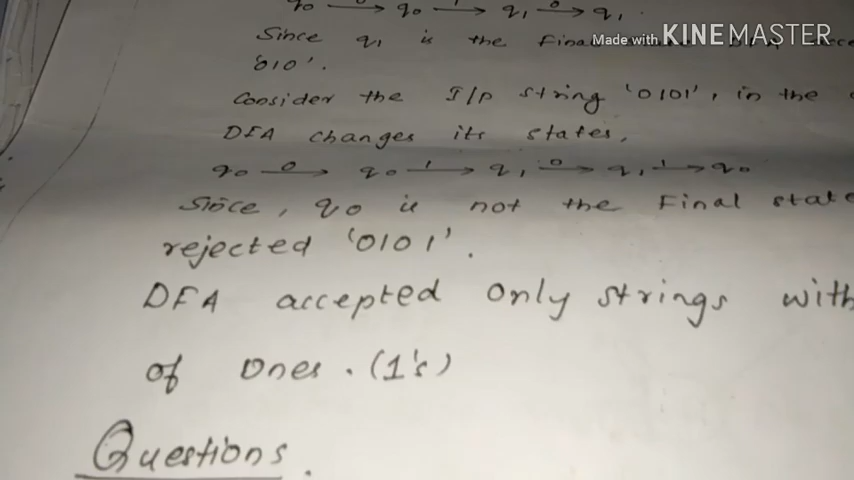 q0 —0→ q0 —1→ q1 —0→ q1.
Since q1 is the Final
Made with KINEMASTER
'010'.
Consider the I/p string '0101', in the
DFA changes its states,
q0 —0→ q0 —1→ q1 —0→ q1 —1→ q0
Since, q0 is not the Final state
rejected '0101'.
DFA accepted only strings with
of ones. (1's)
Questions.